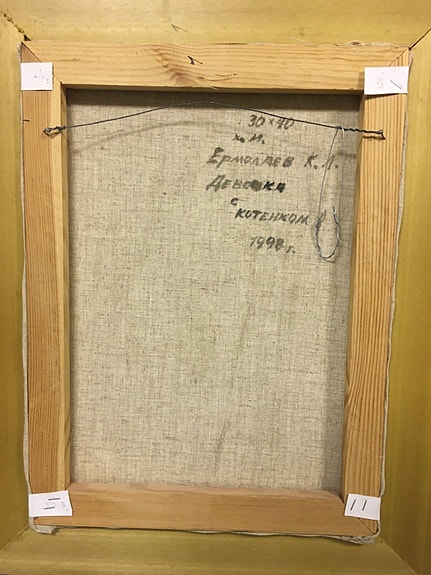 30×40
х.м.
Ермолаев К. Л.
Девочка
с
котенком
1998 г.